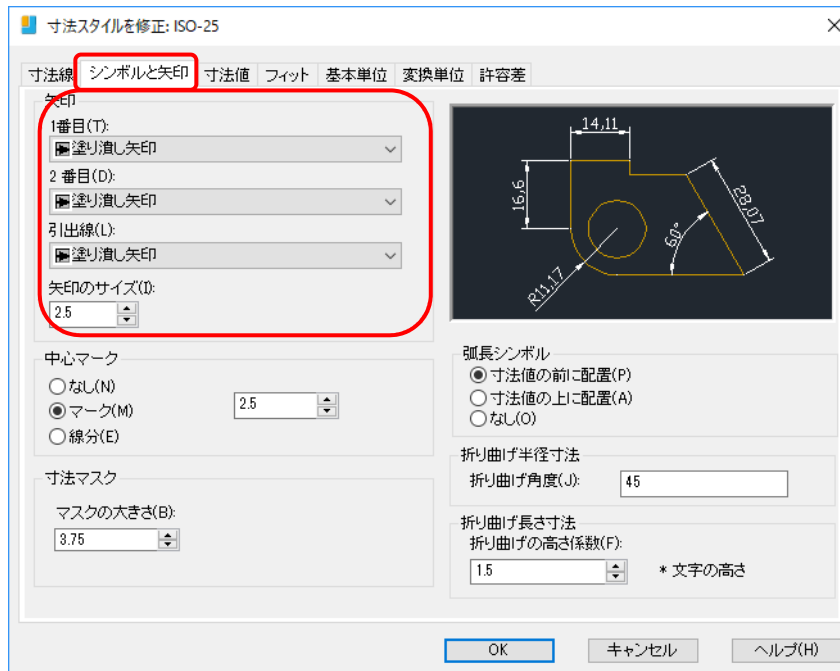 寸法スタイルを修正: ISO-25
寸法線 シンボルと矢印 寸法値 フィット 基本単位 変換単位 許容差
矢印
1番目(T):
塗り潰し矢印
2 番目(D):
塗り潰し矢印
引出線(L):
塗り潰し矢印
矢印のサイズ(I):
2.5
14,11
16,6
28,07
60°
R11,17
中心マーク
なし(N)
マーク(M)
2.5
線分(E)
弧長シンボル
寸法値の前に配置(P)
寸法値の上に配置(A)
なし(O)
寸法マスク
マスクの大きさ(B):
3.75
折り曲げ半径寸法
折り曲げ角度(J): 45
折り曲げ長さ寸法
折り曲げの高さ係数(F):
1.5 * 文字の高さ
OK キャンセル ヘルプ(H)